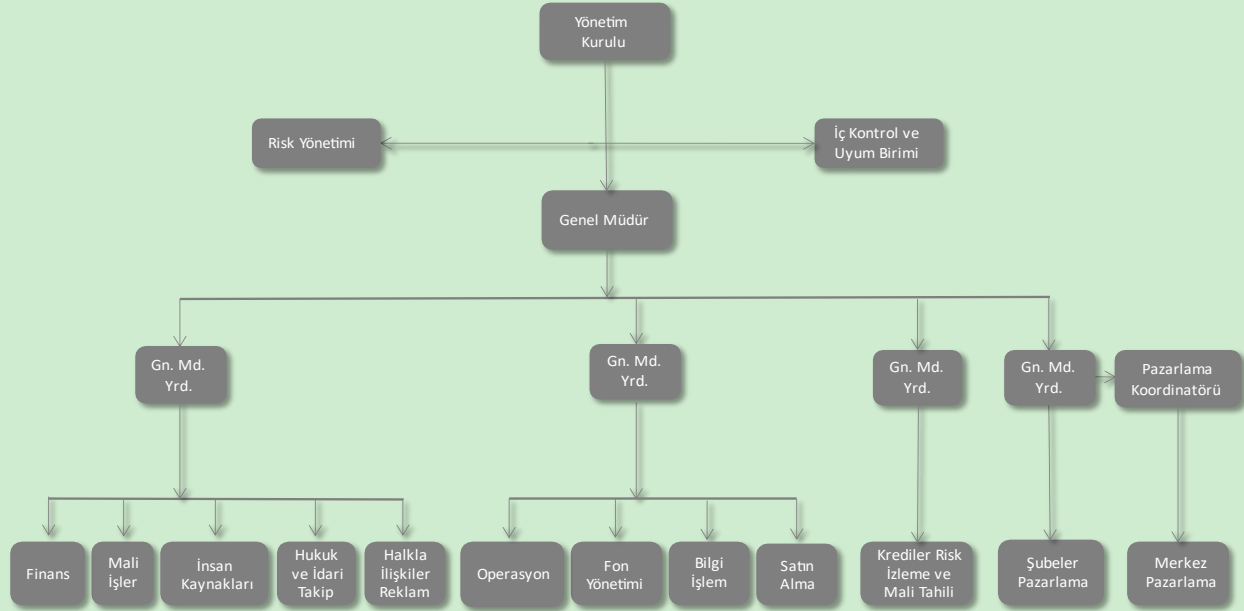 Yönetim
Kurulu
Risk Yönetimi
İç Kontrol ve
Uyum Birimi
Genel Müdür
Gn. Md.
Yrd.
Gn. Md.
Yrd.
Gn. Md.
Yrd.
Gn. Md.
Yrd.
Pazarlama
Koordinatörü
Finans
Mali
İşler
İnsan
Kaynakları
Hukuk
ve İdari
Takip
Halkla
İlişkiler
Reklam
Operasyon
Fon
Yönetimi
Bilgi
İşlem
Satın
Alma
Krediler Risk
İzleme ve
Mali Tahili
Şubeler
Pazarlama
Merkez
Pazarlama